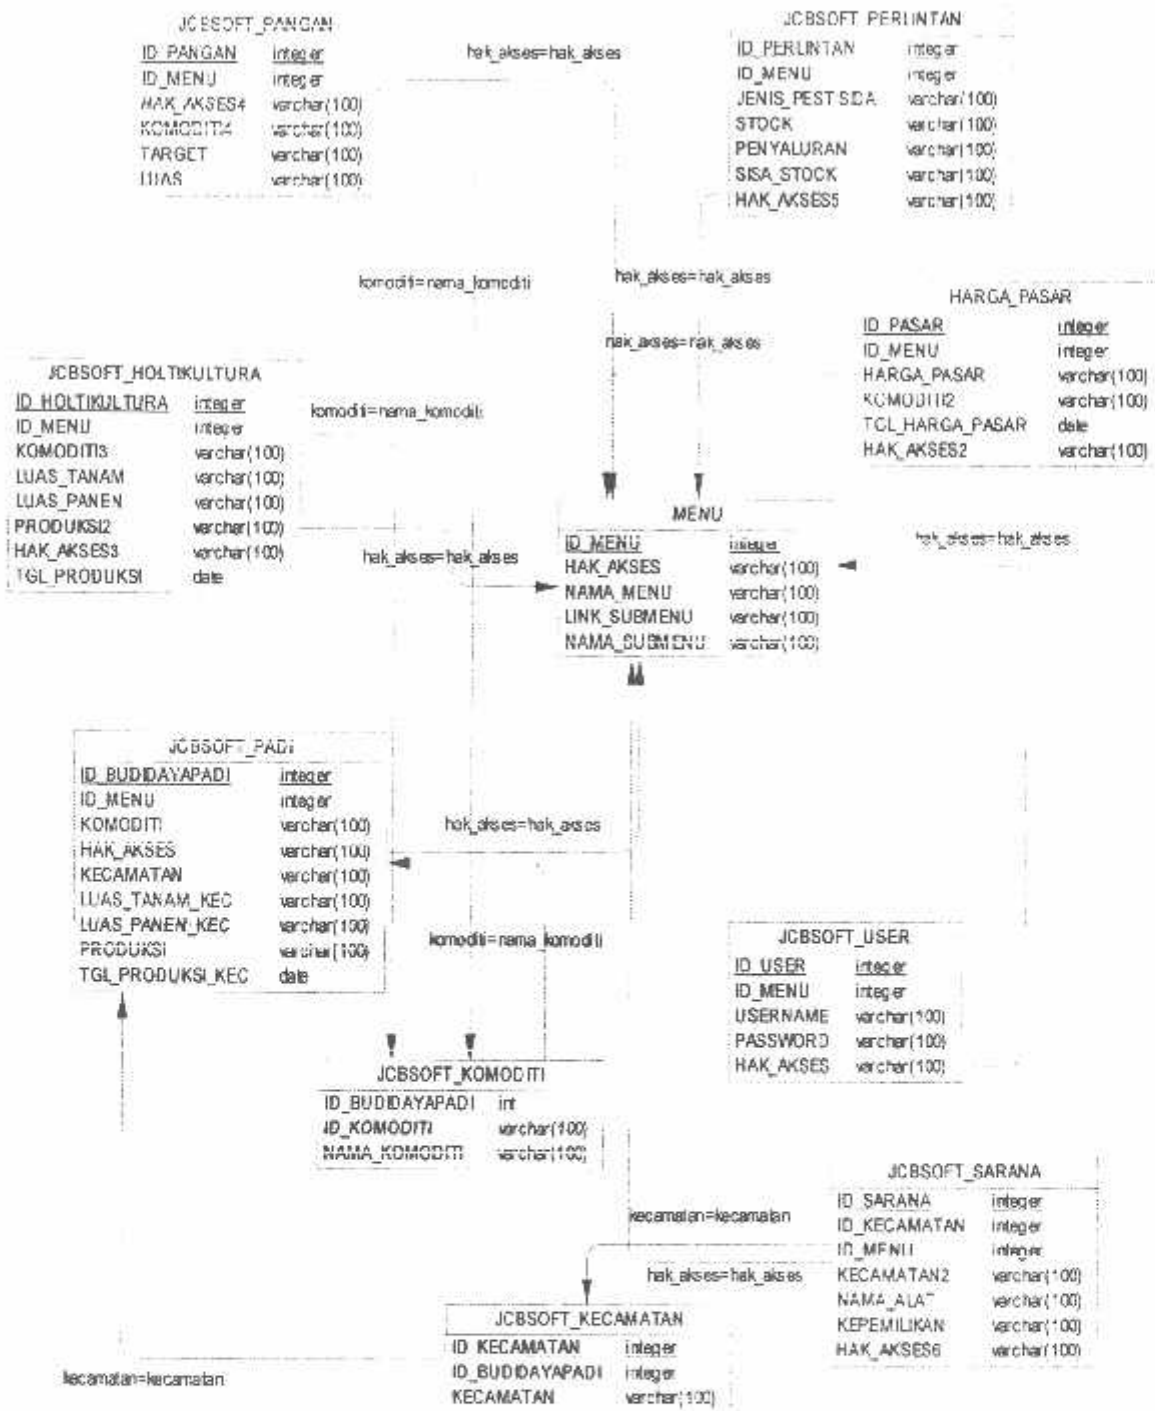 JCBSOFT_PANGAN
ID_PANGAN integer
ID_MENU integer
HAK_AKSES4 varchar(100)
KOMODITI4 varchar(100)
TARGET varchar(100)
LUAS varchar(100)
hak_akses=hak_akses
JCBSOFT_PERLINTAN
ID_PERLINTAN integer
ID_MENU integer
JENIS_PESTISIDA varchar(100)
STOCK varchar(100)
PENYALURAN varchar(100)
SISA_STOCK varchar(100)
HAK_AKSES5 varchar(100)
komoditi=nama_komoditi
hak_akses=hak_akses
hak_akses=hak_akses
HARGA_PASAR
ID_PASAR integer
ID_MENU integer
HARGA_PASAR varchar(100)
KOMODITI2 varchar(100)
TGL_HARGA_PASAR date
HAK_AKSES2 varchar(100)
JCBSOFT_HOLTIKULTURA
ID_HOLTIKULTURA integer
ID_MENU integer
KOMODITI3 varchar(100)
LUAS_TANAM varchar(100)
LUAS_PANEN varchar(100)
PRODUKSI2 varchar(100)
HAK_AKSES3 varchar(100)
TGL_PRODUKSI date
komoditi=nama_komoditi
hak_akses=hak_akses
MENU
ID_MENU integer
HAK_AKSES varchar(100)
NAMA_MENU varchar(100)
LINK_SUBMENU varchar(100)
NAMA_SUBMENU varchar(100)
hak_akses=hak_akses
JCBSOFT_PADI
ID_BUDIDAYAPADI integer
ID_MENU integer
KOMODITI varchar(100)
HAK_AKSES varchar(100)
KECAMATAN varchar(100)
LUAS_TANAM_KEC varchar(100)
LUAS_PANEN_KEC varchar(100)
PRODUKSI varchar(100)
TGL_PRODUKSI_KEC date
hak_akses=hak_akses
komoditi=nama_komoditi
JCBSOFT_USER
ID_USER integer
ID_MENU integer
USERNAME varchar(100)
PASSWORD varchar(100)
HAK_AKSES varchar(100)
JCBSOFT_KOMODITI
ID_BUDIDAYAPADI int
ID_KOMODITI varchar(100)
NAMA_KOMODITI varchar(100)
kecamatan=kecamatan
hak_akses=hak_akses
JCBSOFT_SARANA
ID_SARANA integer
ID_KECAMATAN integer
ID_MENU integer
KECAMATAN2 varchar(100)
NAMA_ALAT varchar(100)
KEPEMILIKAN varchar(100)
HAK_AKSES6 varchar(100)
JCBSOFT_KECAMATAN
ID_KECAMATAN integer
ID_BUDIDAYAPADI integer
KECAMATAN varchar(100)
kecamatan=kecamatan